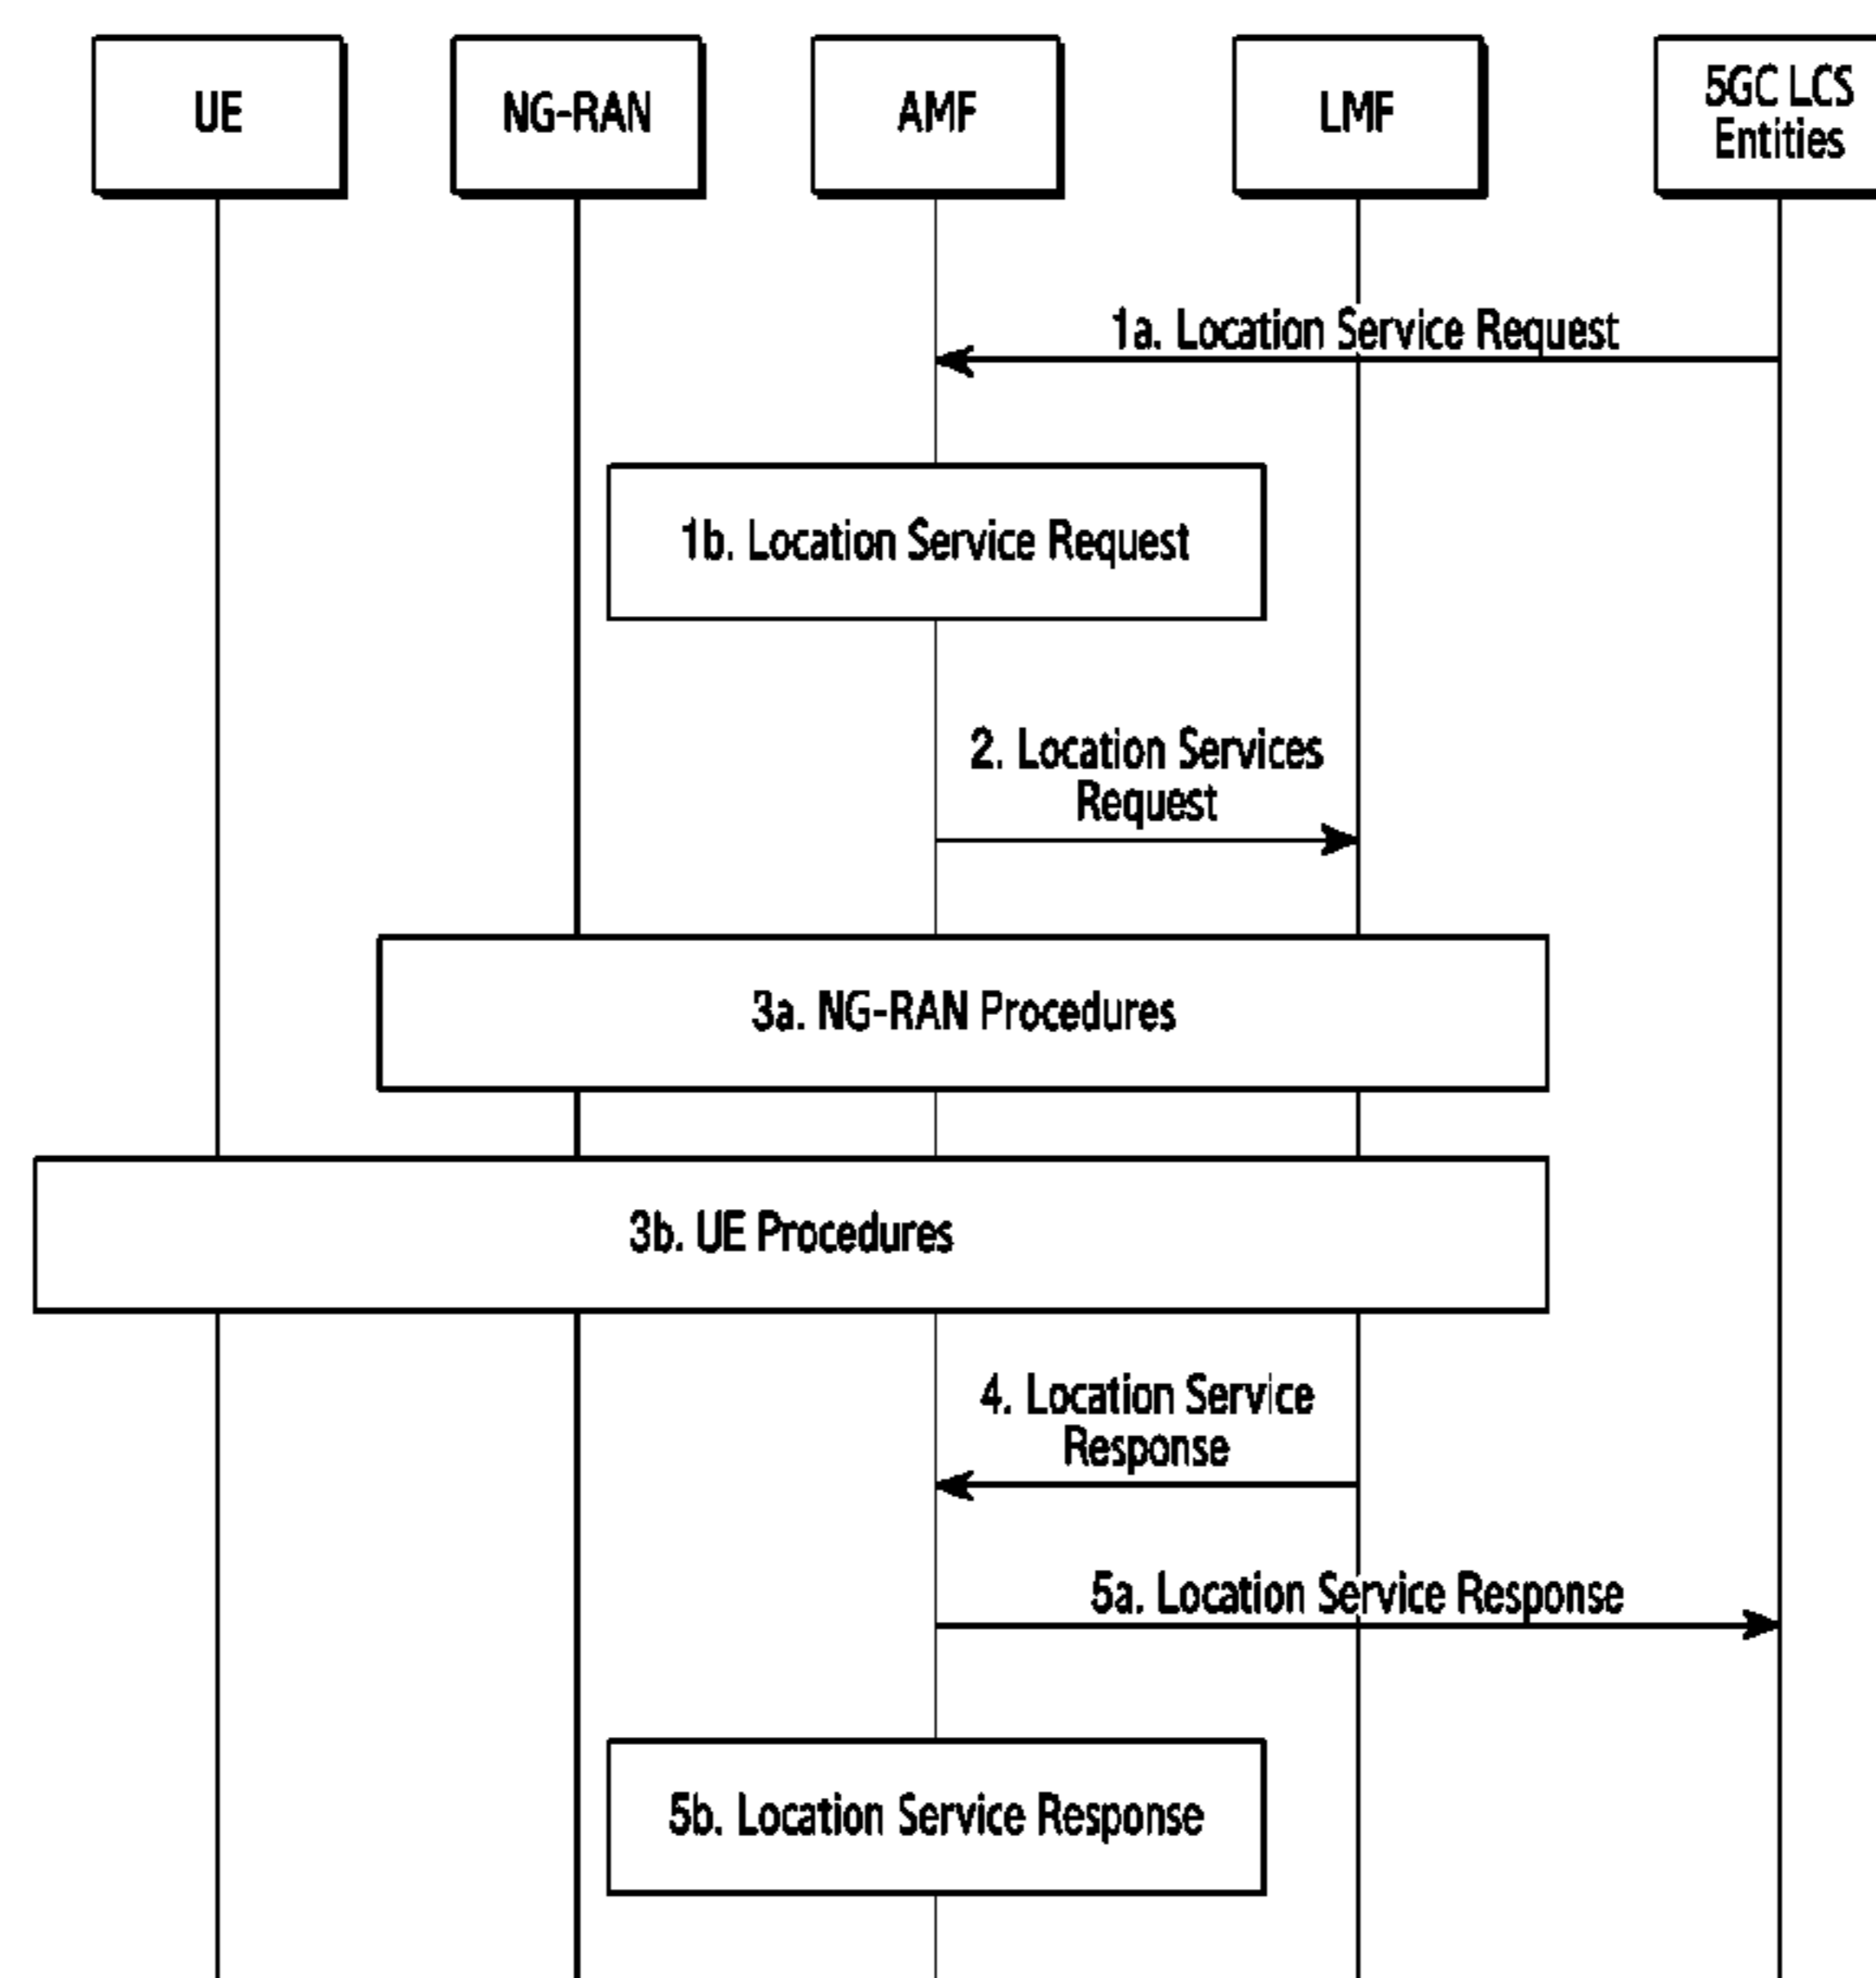 UE
NG-RAN
AMF
LMF
5GC LCS
Entities
1a. Location Service Request
1b. Location Service Request
2. Location Services
Request
3a. NG-RAN Procedures
3b. UE Procedures
4. Location Service
Response
5a. Location Service Response
5b. Location Service Response